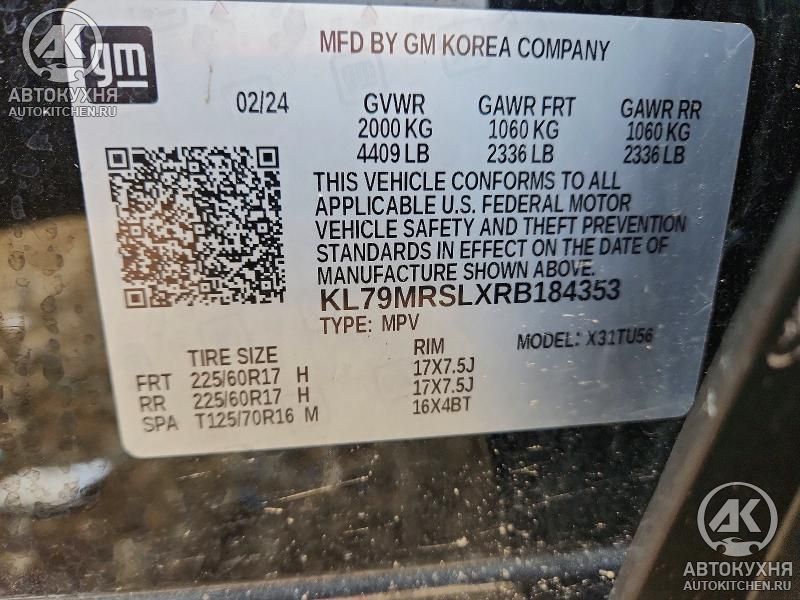 gm
MFD BY GM KOREA COMPANY
02/24 GVWR GAWR FRT GAWR RR
2000 KG 1060 KG 1060 KG
4409 LB 2336 LB 2336 LB
THIS VEHICLE CONFORMS TO ALL
APPLICABLE U.S. FEDERAL MOTOR
VEHICLE SAFETY AND THEFT PREVENTION
STANDARDS IN EFFECT ON THE DATE OF
MANUFACTURE SHOWN ABOVE.
KL79MRSLXRB184353
TYPE: MPV MODEL: X31TU56
TIRE SIZE RIM
FRT 225/60R17 H 17X7.5J
RR 225/60R17 H 17X7.5J
SPA T125/70R16 M 16X4BT
АК
АВТОКУХНЯ
AUTOKITCHEN.RU
АК
АВТОКУХНЯ
AUTOKITCHEN.RU